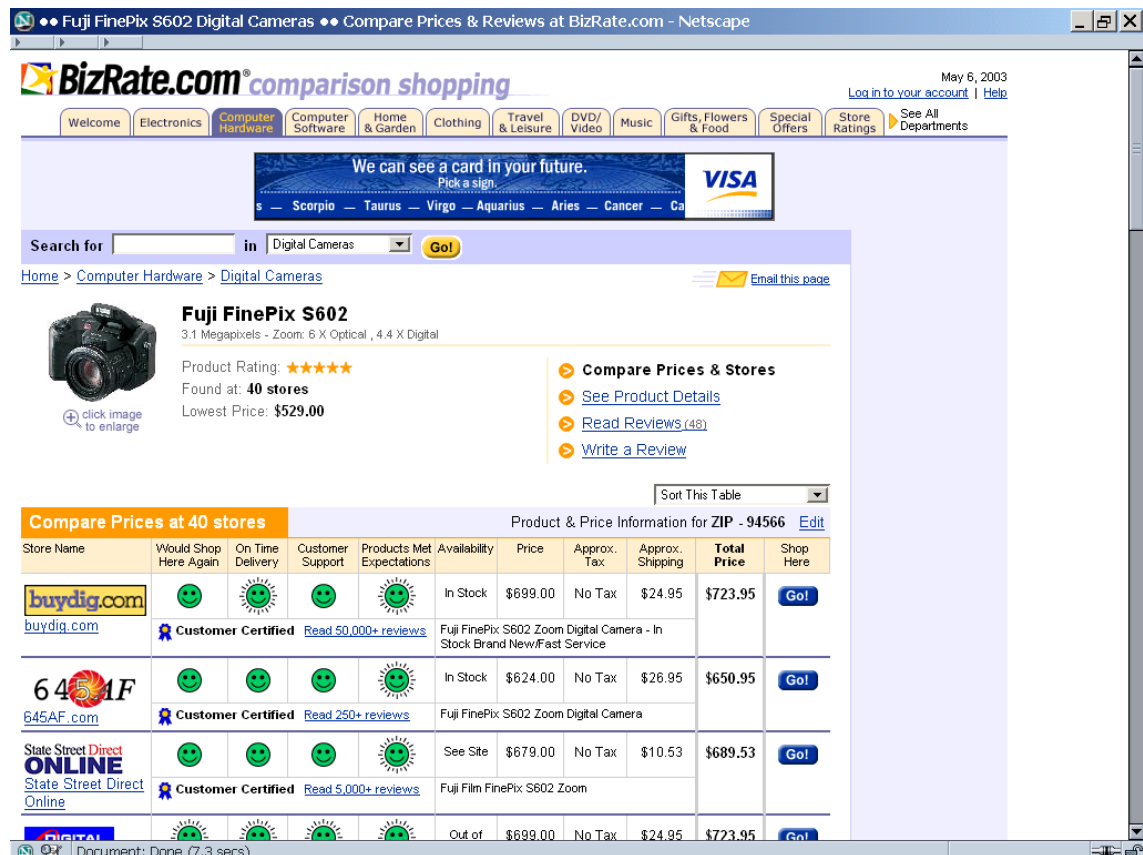 ●● Fuji FinePix S602 Digital Cameras ●● Compare Prices & Reviews at BizRate.com - Netscape
BizRate.com® comparison shopping
May 6, 2003
Log in to your account | Help
Welcome
Electronics
Computer Hardware
Computer Software
Home & Garden
Clothing
Travel & Leisure
DVD/ Video
Music
Gifts, Flowers & Food
Special Offers
Store Ratings
See All Departments
We can see a card in your future.
Pick a sign.
s — Scorpio — Taurus — Virgo — Aquarius — Aries — Cancer — Ca
VISA
Search for in Digital Cameras Go!
Home > Computer Hardware > Digital Cameras
Email this page
Fuji FinePix S602
3.1 Megapixels - Zoom: 6 X Optical , 4.4 X Digital
Product Rating:
Found at: 40 stores
Lowest Price: $529.00
click image
to enlarge
Compare Prices & Stores
See Product Details
Read Reviews (48)
Write a Review
Sort This Table
Compare Prices at 40 stores
Product & Price Information for ZIP - 94566 Edit
Store Name
Would Shop Here Again
On Time Delivery
Customer Support
Products Met Expectations
Availability
Price
Approx. Tax
Approx. Shipping
Total Price
Shop Here
buydig.com
In Stock $699.00 No Tax $24.95 $723.95 Go!
buydig.com
Customer Certified Read 50,000+ reviews
Fuji FinePix S602 Zoom Digital Camera - In
Stock Brand New/Fast Service
645AF
In Stock $624.00 No Tax $26.95 $650.95 Go!
645AF.com
Customer Certified Read 250+ reviews
Fuji FinePix S602 Zoom Digital Camera
State Street Direct
ONLINE
See Site $679.00 No Tax $10.53 $689.53 Go!
State Street Direct
Online
Customer Certified Read 5,000+ reviews
Fuji Film FinePix S602 Zoom
DIGITAL
Out of $699.00 No Tax $24.95 $723.95 Go!
Document: Done (7.3 secs)